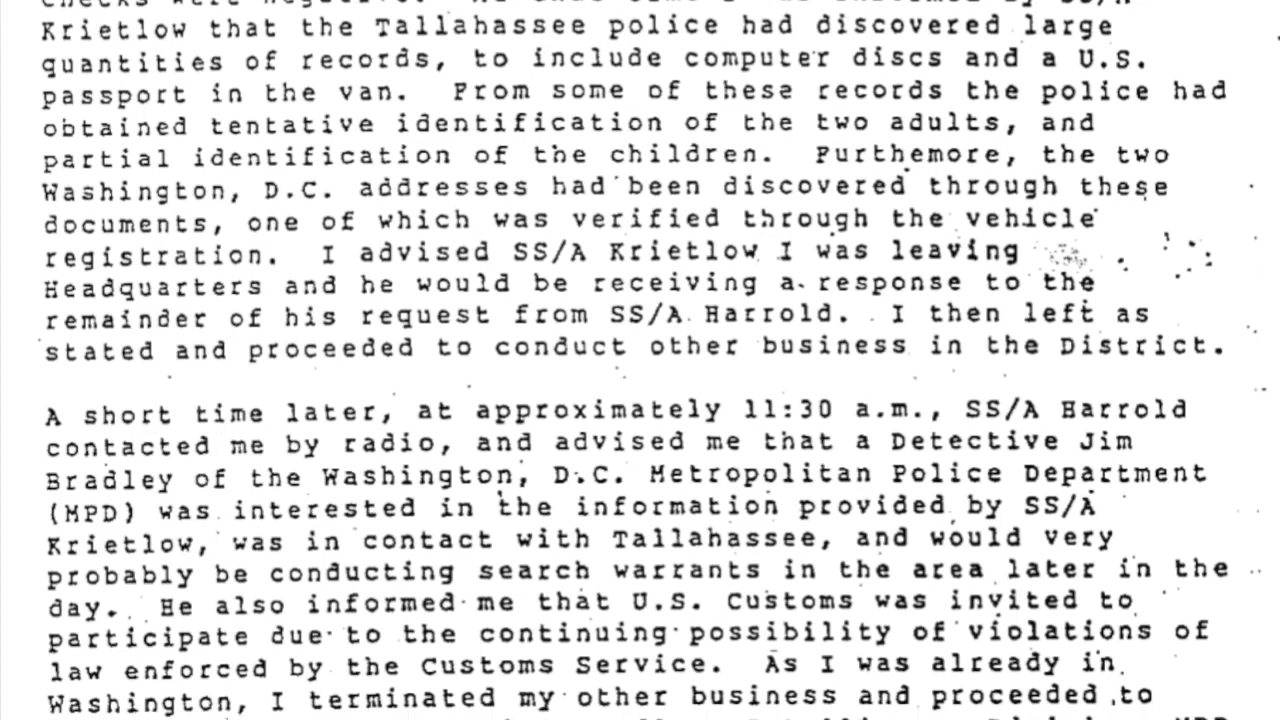 Krietlow that the Tallahassee police had discovered large
quantities of records, to include computer discs and a U.S.
passport in the van. From some of these records the police had
obtained tentative identification of the two adults, and
partial identification of the children. Furthemore, the two
Washington, D.C. addresses had been discovered through these
documents, one of which was verified through the vehicle
registration. I advised SS/A Krietlow I was leaving
Headquarters and he would be receiving a response to the
remainder of his request from SS/A Harrold. I then left as
stated and proceeded to conduct other business in the District.
A short time later, at approximately 11:30 a.m., SS/A Harrold
contacted me by radio, and advised me that a Detective Jim
Bradley of the Washington, D.C. Metropolitan Police Department
(MPD) was interested in the information provided by SS/A
Krietlow, was in contact with Tallahassee, and would very
probably be conducting search warrants in the area later in the
day. He also informed me that U.S. Customs was invited to
participate due to the continuing possibility of violations of
law enforced by the Customs Service. As I was already in
Washington, I terminated my other business and proceeded to